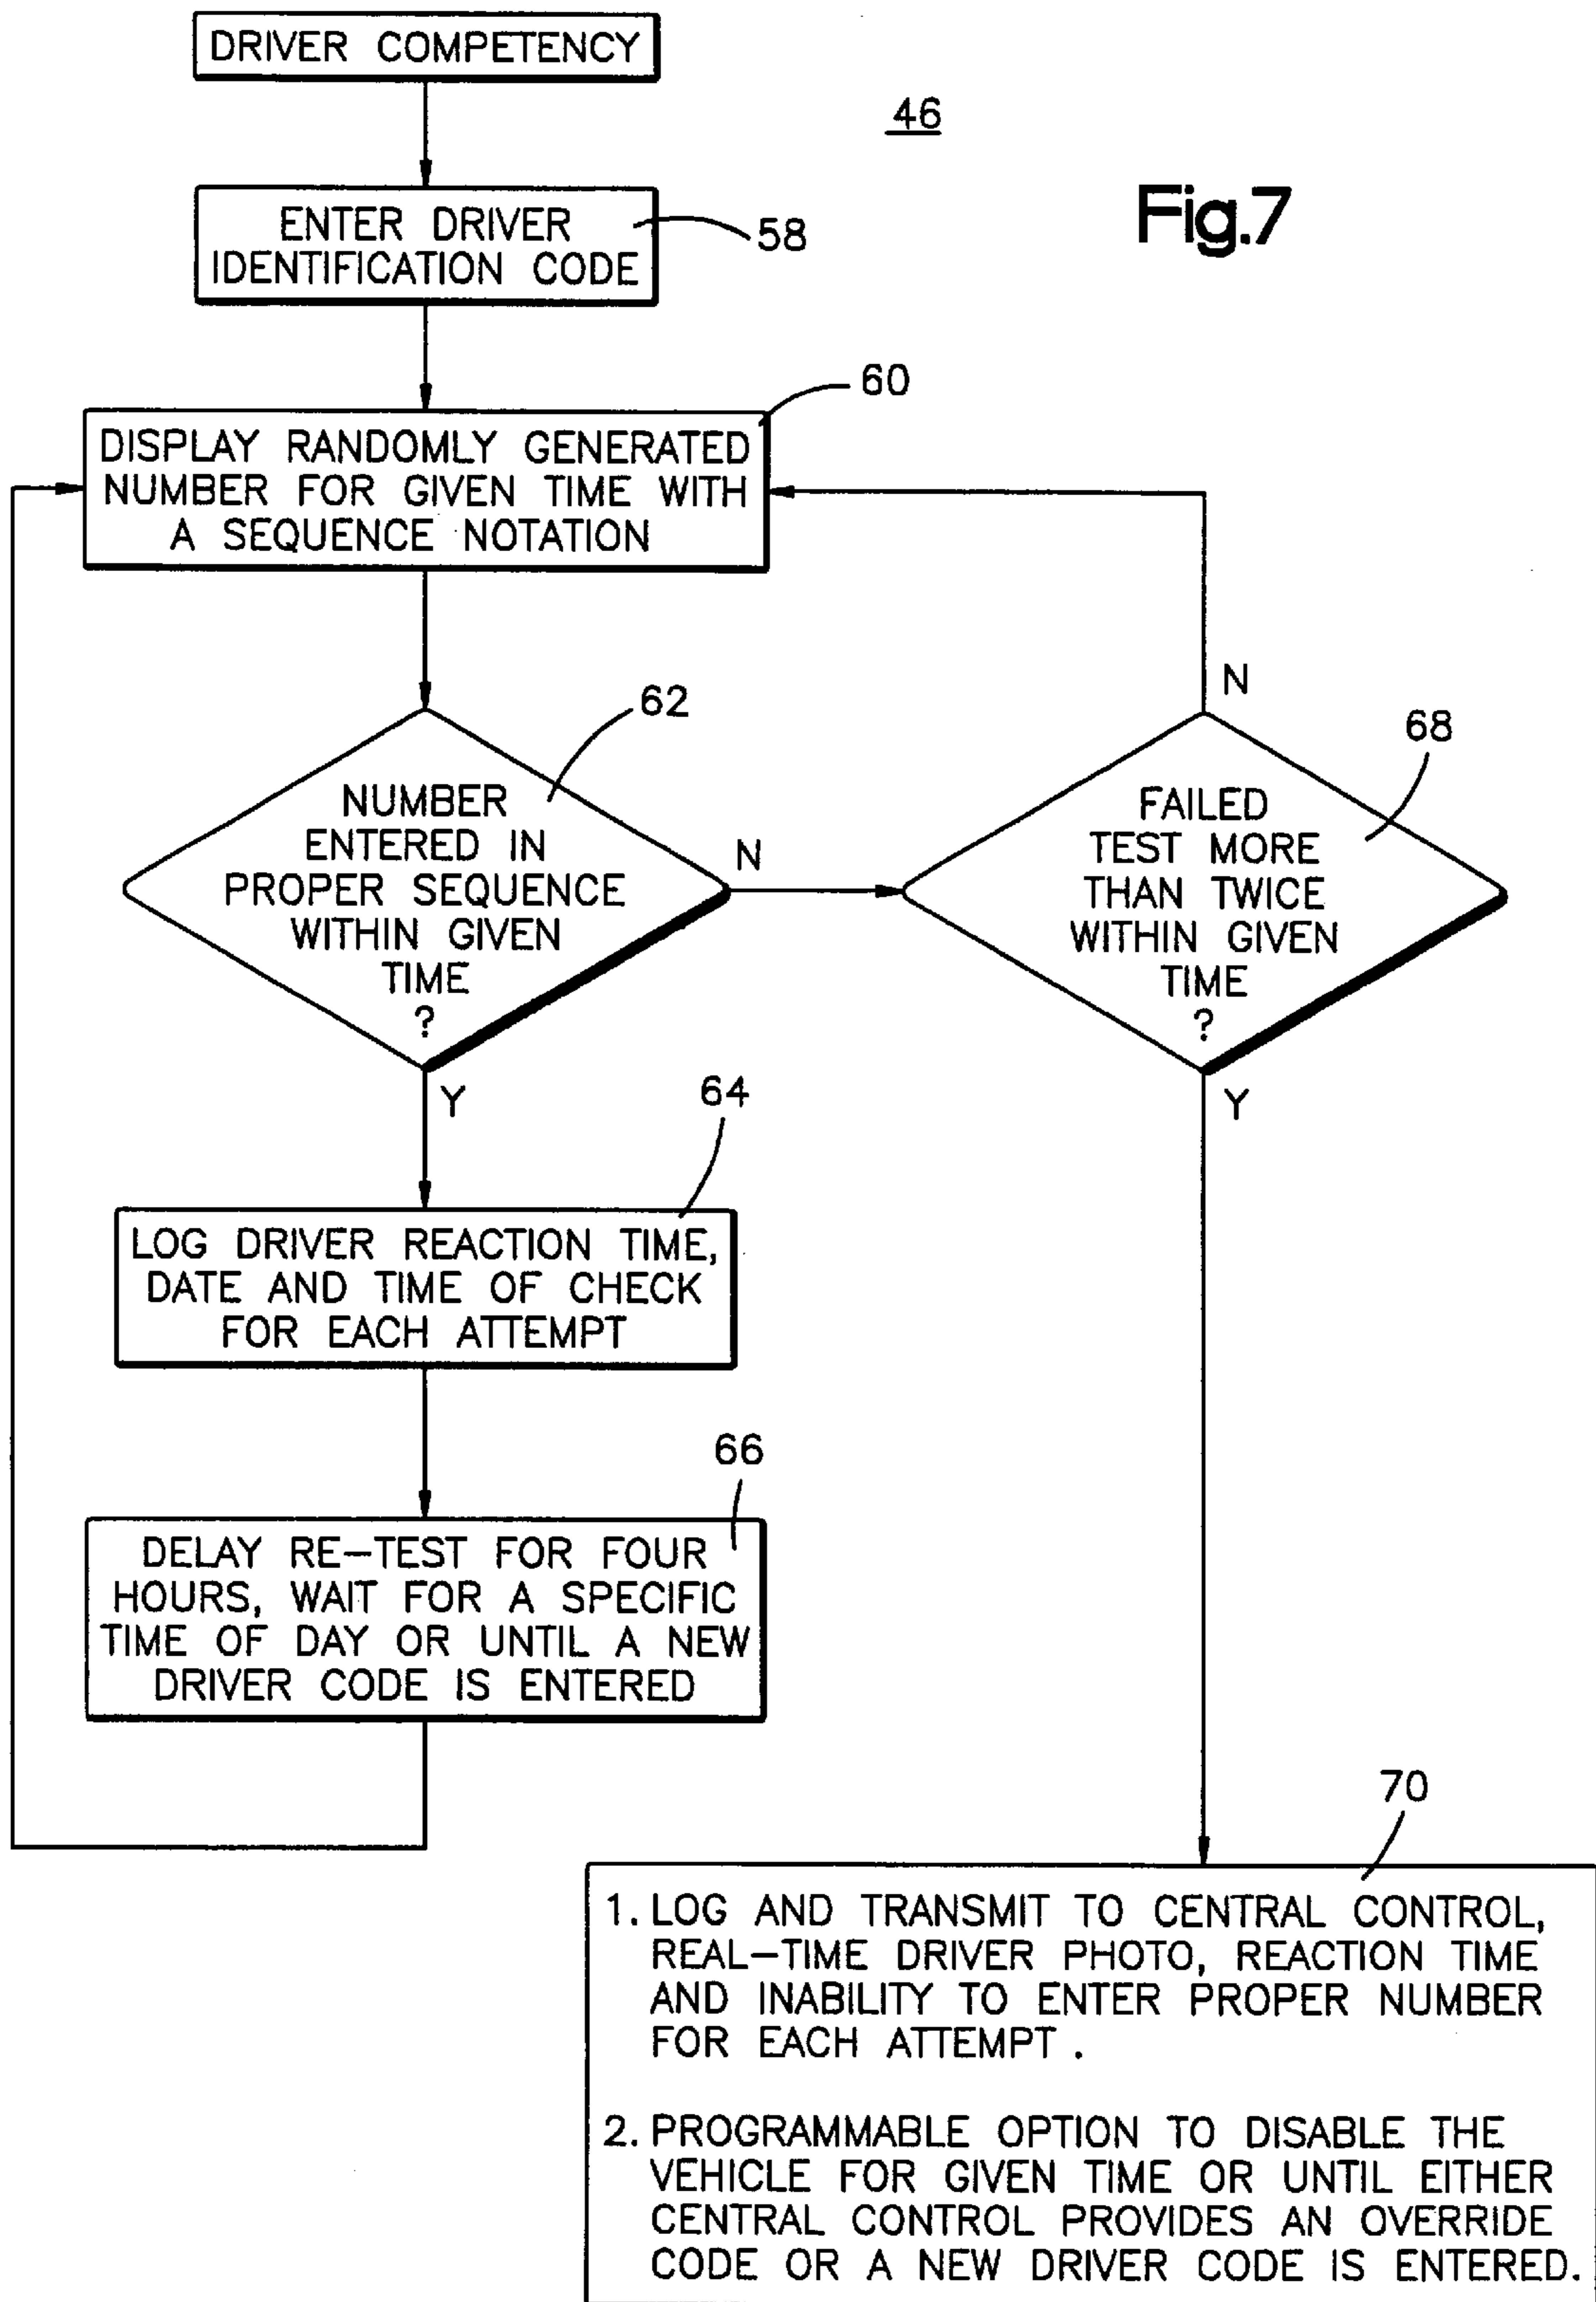 DRIVER COMPETENCY
46
Fig.7
ENTER DRIVER
IDENTIFICATION CODE
58
60
DISPLAY RANDOMLY GENERATED
NUMBER FOR GIVEN TIME WITH
A SEQUENCE NOTATION
62
NUMBER
ENTERED IN
PROPER SEQUENCE
WITHIN GIVEN
TIME
?
N
Y
N
68
FAILED
TEST MORE
THAN TWICE
WITHIN GIVEN
TIME
?
Y
64
LOG DRIVER REACTION TIME,
DATE AND TIME OF CHECK
FOR EACH ATTEMPT
66
DELAY RE-TEST FOR FOUR
HOURS, WAIT FOR A SPECIFIC
TIME OF DAY OR UNTIL A NEW
DRIVER CODE IS ENTERED
70
1. LOG AND TRANSMIT TO CENTRAL CONTROL,
REAL-TIME DRIVER PHOTO, REACTION TIME
AND INABILITY TO ENTER PROPER NUMBER
FOR EACH ATTEMPT .
2. PROGRAMMABLE OPTION TO DISABLE THE
VEHICLE FOR GIVEN TIME OR UNTIL EITHER
CENTRAL CONTROL PROVIDES AN OVERRIDE
CODE OR A NEW DRIVER CODE IS ENTERED.